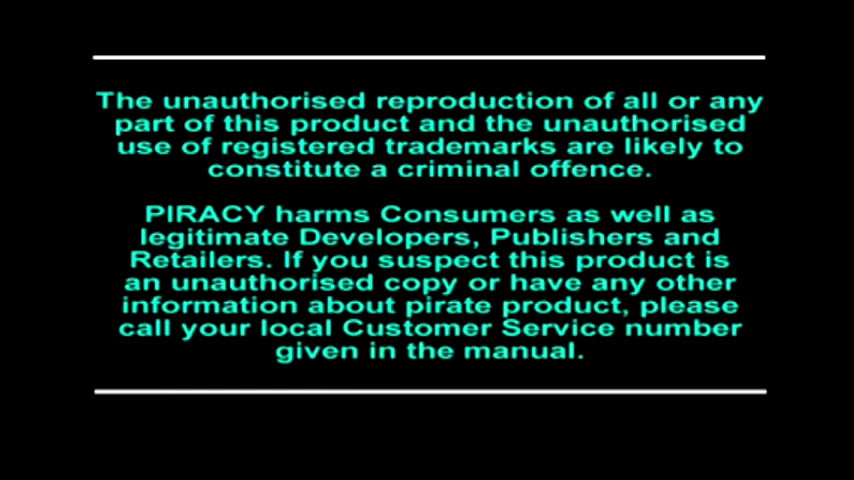 The unauthorised reproduction of all or any
part of this product and the unauthorised
use of registered trademarks are likely to
constitute a criminal offence.
PIRACY harms Consumers as well as
legitimate Developers, Publishers and
Retailers. If you suspect this product is
an unauthorised copy or have any other
information about pirate product, please
call your local Customer Service number
given in the manual.